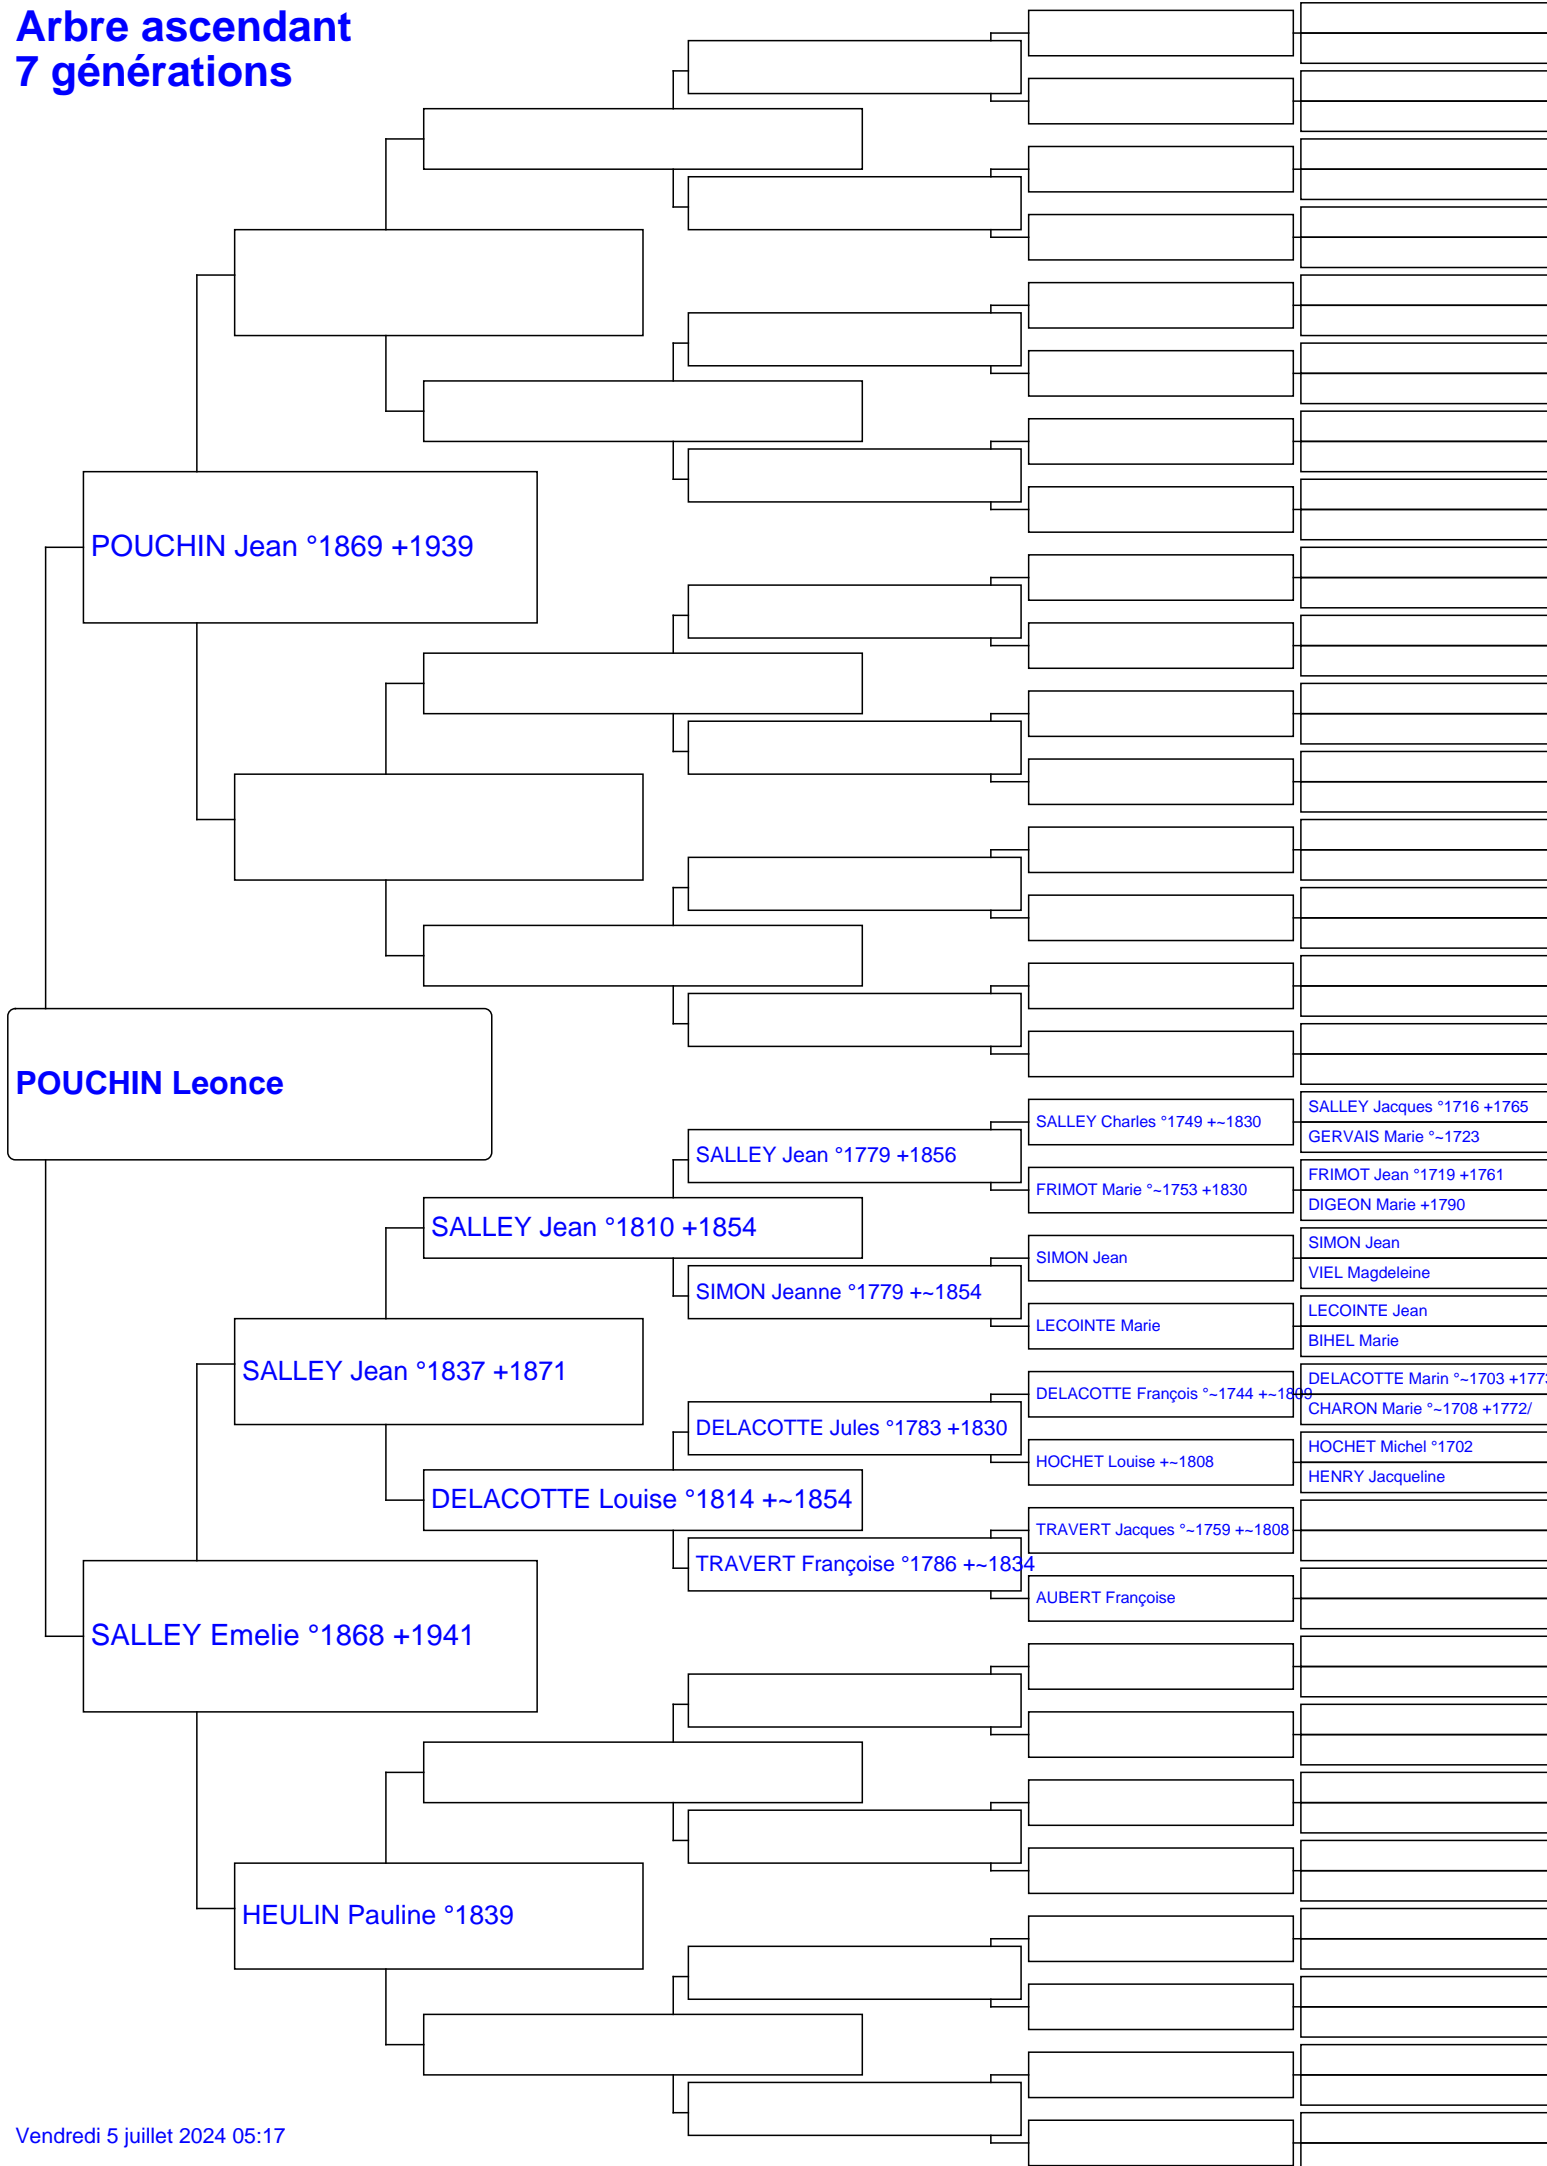 Arbre ascendant
7 générations
POUCHIN Jean °1869 +1939
POUCHIN Leonce
SALLEY Jacques °1716 +1765
SALLEY Charles °1749 +~1830
GERVAIS Marie °~1723
SALLEY Jean °1779 +1856
FRIMOT Jean °1719 +1761
FRIMOT Marie °~1753 +1830
DIGEON Marie +1790
SALLEY Jean °1810 +1854
SIMON Jean
SIMON Jean
VIEL Magdeleine
SIMON Jeanne °1779 +~1854
LECOINTE Jean
LECOINTE Marie
BIHEL Marie
SALLEY Jean °1837 +1871
DELACOTTE Marin °~1703 +1773
DELACOTTE François °~1744 +~1809
CHARON Marie °~1708 +1772/
DELACOTTE Jules °1783 +1830
HOCHET Michel °1702
HOCHET Louise +~1808
HENRY Jacqueline
DELACOTTE Louise °1814 +~1854
TRAVERT Jacques °~1759 +~1808
TRAVERT Françoise °1786 +~1834
AUBERT Françoise
SALLEY Emelie °1868 +1941
HEULIN Pauline °1839
Vendredi 5 juillet 2024 05:17